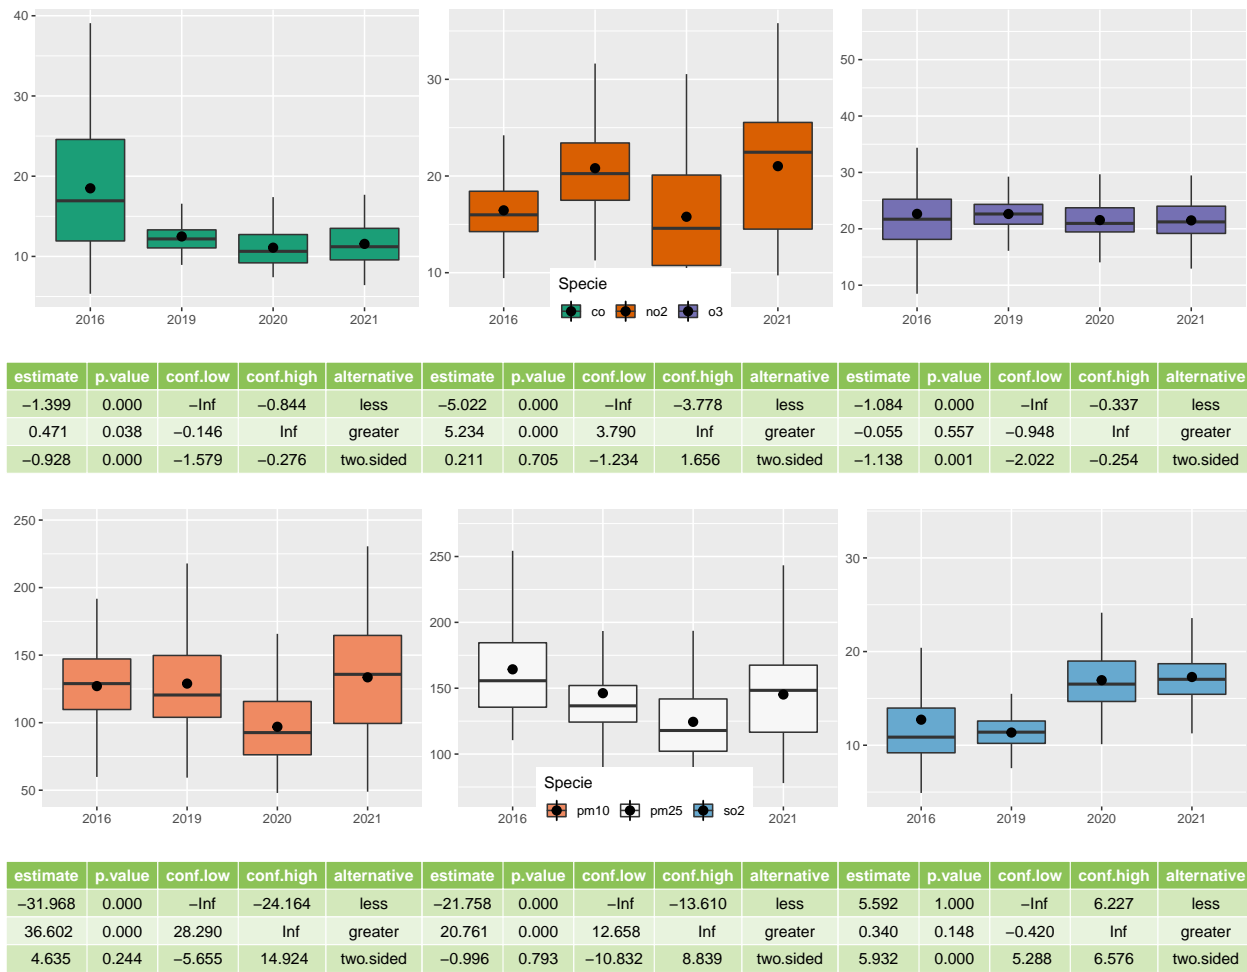 40
30
20
10
2016 2019 2020 2021
30
20
10
2016 2021
50
40
30
20
10
2016 2019 2020 2021
Specie
co no2 o3
estimate p.value conf.low conf.high alternative estimate p.value conf.low conf.high alternative estimate p.value conf.low conf.high alternative
−1.399 0.000 −Inf −0.844 less −5.022 0.000 −Inf −3.778 less −1.084 0.000 −Inf −0.337 less
0.471 0.038 −0.146 Inf greater 5.234 0.000 3.790 Inf greater −0.055 0.557 −0.948 Inf greater
−0.928 0.000 −1.579 −0.276 two.sided 0.211 0.705 −1.234 1.656 two.sided −1.138 0.001 −2.022 −0.254 two.sided
250
200
150
100
50
2016 2019 2020 2021
250
200
150
100
2016 2021
30
20
10
2016 2019 2020 2021
Specie
pm10 pm25 so2
estimate p.value conf.low conf.high alternative estimate p.value conf.low conf.high alternative estimate p.value conf.low conf.high alternative
−31.968 0.000 −Inf −24.164 less −21.758 0.000 −Inf −13.610 less 5.592 1.000 −Inf 6.227 less
36.602 0.000 28.290 Inf greater 20.761 0.000 12.658 Inf greater 0.340 0.148 −0.420 Inf greater
4.635 0.244 −5.655 14.924 two.sided −0.996 0.793 −10.832 8.839 two.sided 5.932 0.000 5.288 6.576 two.sided